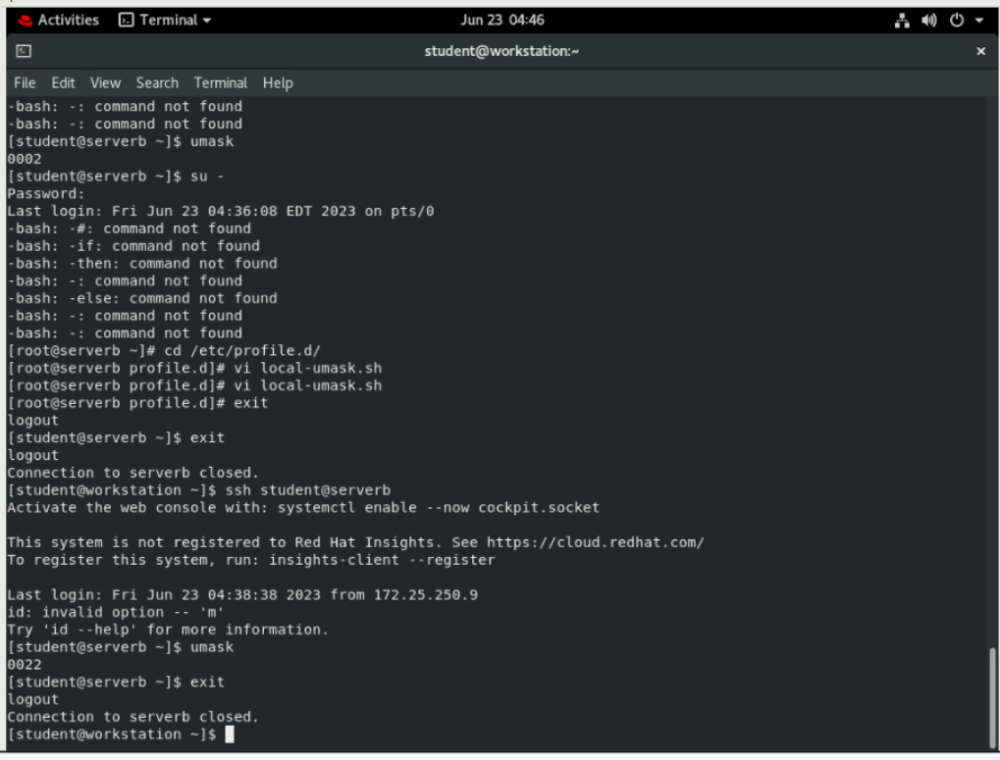 Activities Terminal Jun 23 04:46
student@workstation:~ ×
File Edit View Search Terminal Help
-bash: -: command not found
-bash: -: command not found
[student@serverb ~]$ umask
0002
[student@serverb ~]$ su -
Password:
Last login: Fri Jun 23 04:36:08 EDT 2023 on pts/0
-bash: -#: command not found
-bash: -if: command not found
-bash: -then: command not found
-bash: -: command not found
-bash: -else: command not found
-bash: -: command not found
-bash: -: command not found
[root@serverb ~]# cd /etc/profile.d/
[root@serverb profile.d]# vi local-umask.sh
[root@serverb profile.d]# vi local-umask.sh
[root@serverb profile.d]# exit
logout
[student@serverb ~]$ exit
logout
Connection to serverb closed.
[student@workstation ~]$ ssh student@serverb
Activate the web console with: systemctl enable --now cockpit.socket
This system is not registered to Red Hat Insights. See https://cloud.redhat.com/
To register this system, run: insights-client --register
Last login: Fri Jun 23 04:38:38 2023 from 172.25.250.9
id: invalid option -- 'm'
Try 'id --help' for more information.
[student@serverb ~]$ umask
0022
[student@serverb ~]$ exit
logout
Connection to serverb closed.
[student@workstation ~]$